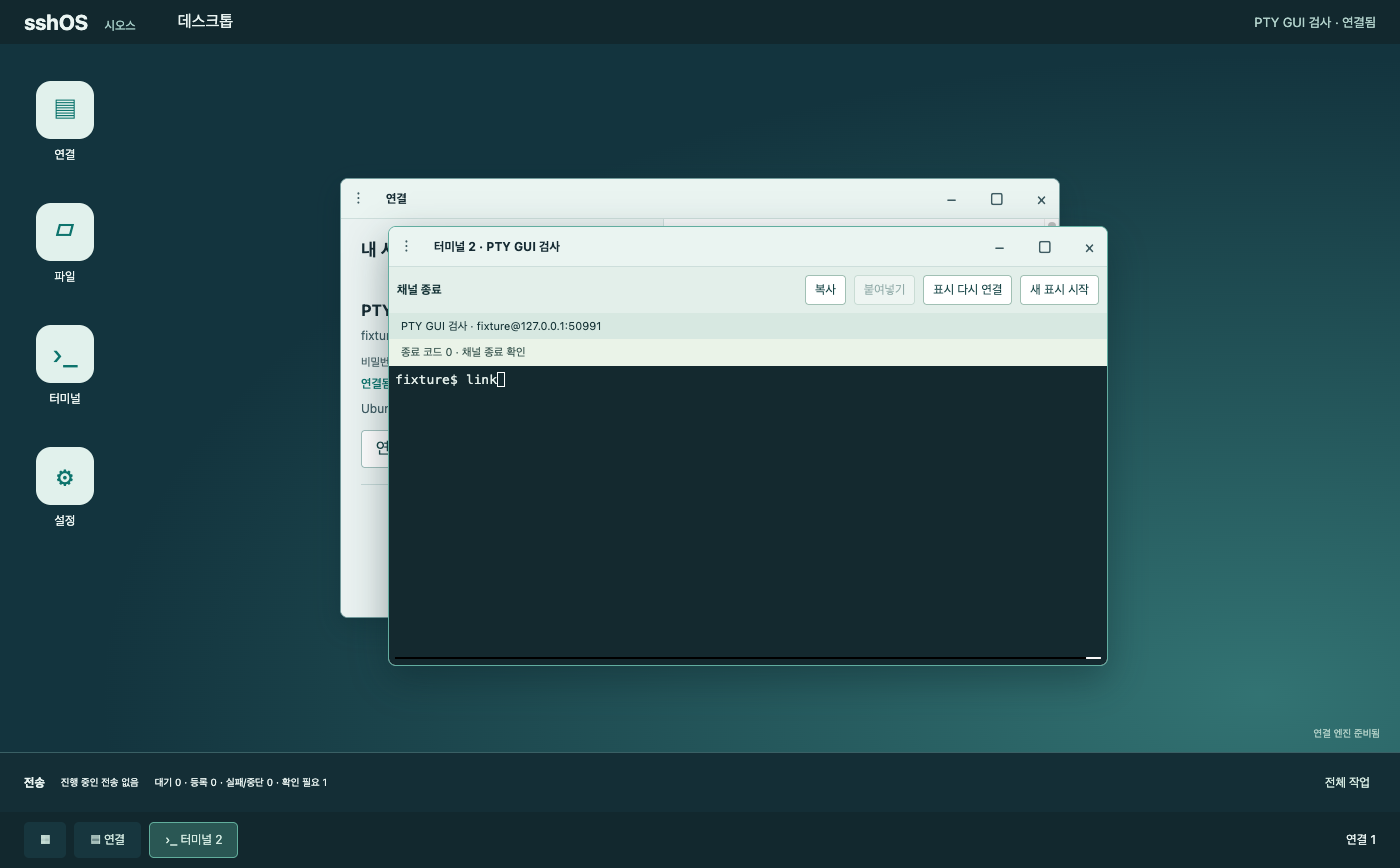 sshOS 시오스 데스크톱 PTY GUI 검사 · 연결됨
연결
파일
터미널
설정
연결
내
PTY
연결됨
터미널 2 · PTY GUI 검사
채널 종료 복사 붙여넣기 표시 다시 연결 새 표시 시작
PTY GUI 검사 · fixture@127.0.0.1:50991
종료 코드 0 · 채널 종료 확인
fixture$ link
연결 엔진 준비됨
전송 진행 중인 전송 없음 대기 0 · 등록 0 · 실패/중단 0 · 확인 필요 1 전체 작업
연결 ›_ 터미널 2 연결 1